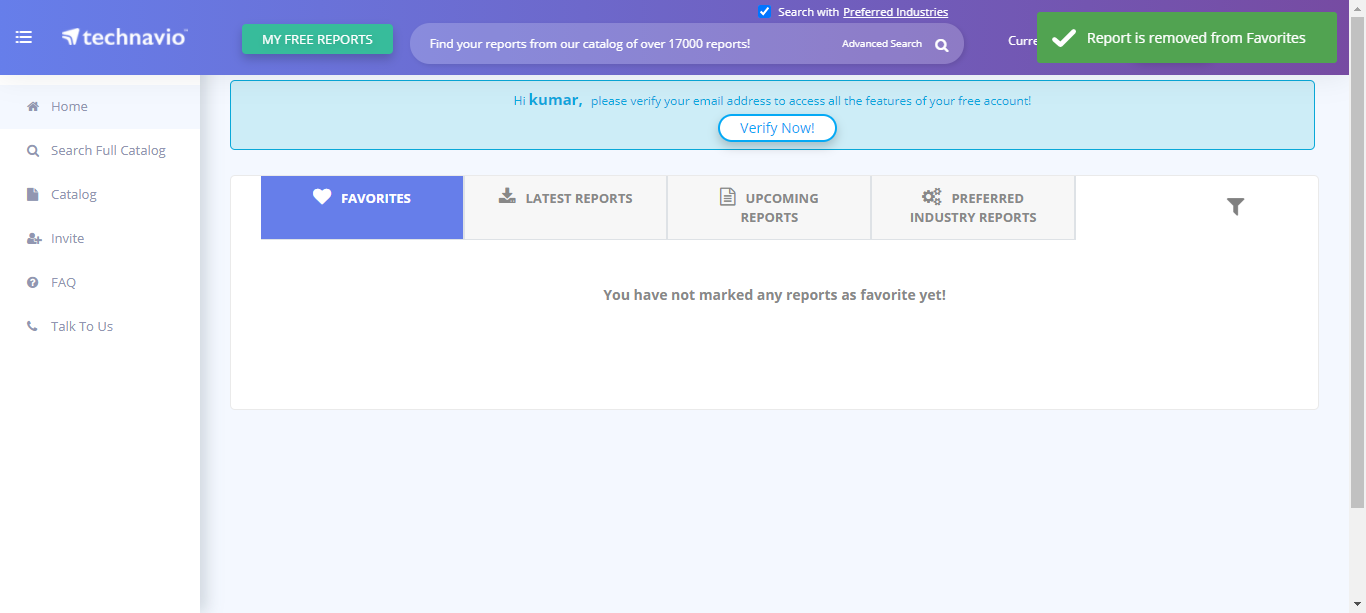 Search with Preferred Industries
technavio
MY FREE REPORTS
Find your reports from our catalog of over 17000 reports!
Advanced Search
Report is removed from Favorites
Home
Search Full Catalog
Catalog
Invite
FAQ
Talk To Us
Hi kumar, please verify your email address to access all the features of your free account!
Verify Now!
FAVORITES
LATEST REPORTS
UPCOMING
REPORTS
PREFERRED
INDUSTRY REPORTS
You have not marked any reports as favorite yet!